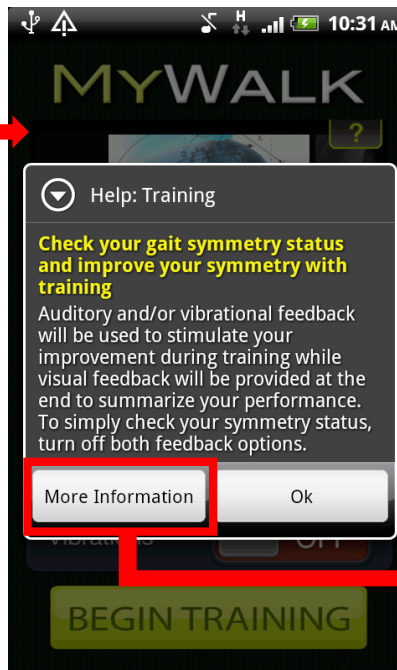 H
10:31 AM
MYWALK
?
Help: Training
Check your gait symmetry status
and improve your symmetry with
training
Auditory and/or vibrational feedback
will be used to stimulate your
improvement during training while
visual feedback will be provided at the
end to summarize your performance.
To simply check your symmetry status,
turn off both feedback options.
More Information
Ok
Vibrations
OFF
BEGIN TRAINING